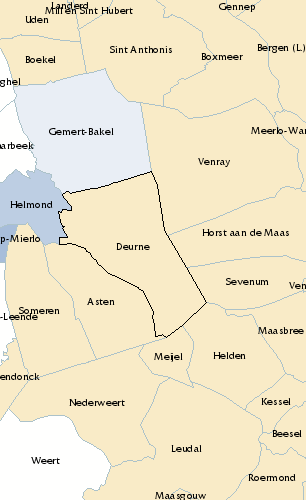 Landerd
Mill en Sint Hubert
Gennep
Uden
Sint Anthonis
Bergen (L)
Boekel
Boxmeer
ghel
Gemert-Bakel
Meerlo-Wan
arbeek
Venray
Helmond
Horst aan de Maas
p-Mierlo
Deurne
Sevenum
Ven
Asten
Someren
-Leende
Maasbree
Meijel
Helden
endonck
Nederweert
Kessel
Beesel
Leudal
Weert
Roermond
Maasgouw